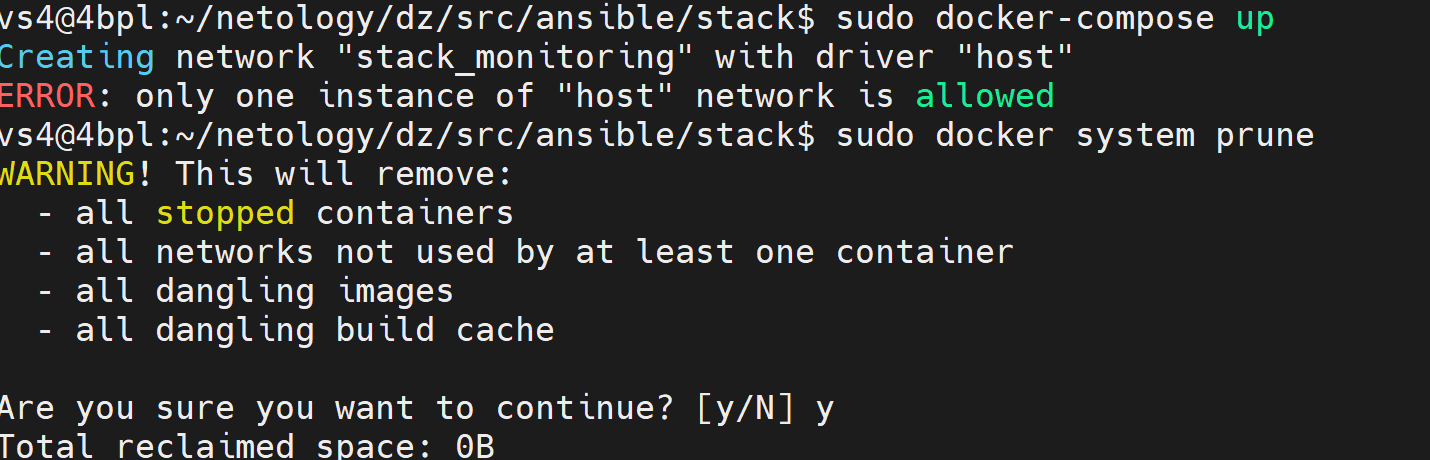 vs4@4bpl:~/netology/dz/src/ansible/stack$ sudo docker-compose up
Creating network "stack_monitoring" with driver "host"
ERROR: only one instance of "host" network is allowed
vs4@4bpl:~/netology/dz/src/ansible/stack$ sudo docker system prune
WARNING! This will remove:
  - all stopped containers
  - all networks not used by at least one container
  - all dangling images
  - all dangling build cache

Are you sure you want to continue? [y/N] y
Total reclaimed space: 0B